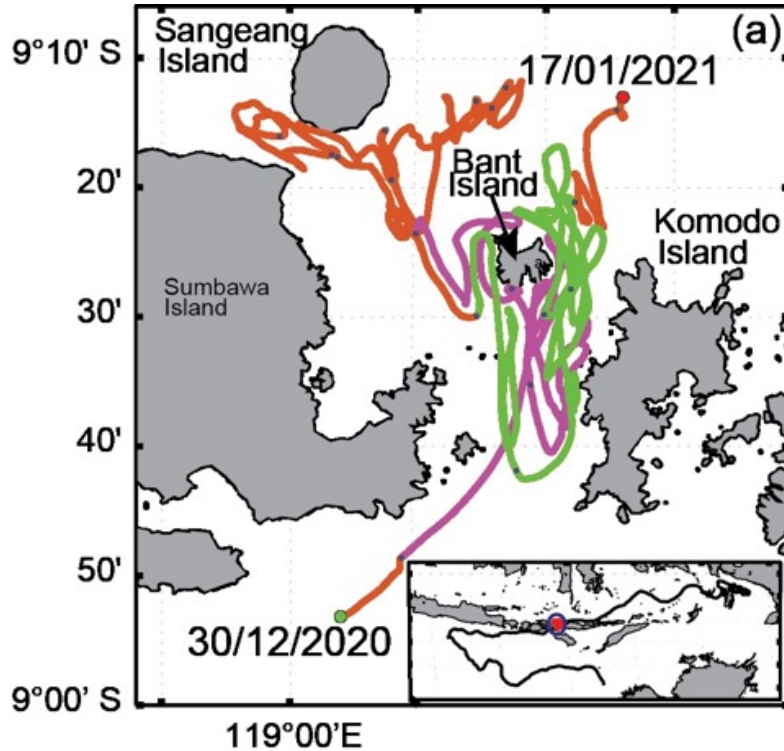 Sangeang
Island
(a)
9°10' S
17/01/2021
20'
Bant
Island
Komodo
Island
Sumbawa
Island
30'
40'
50'
30/12/2020
9°00' S
119°00'E